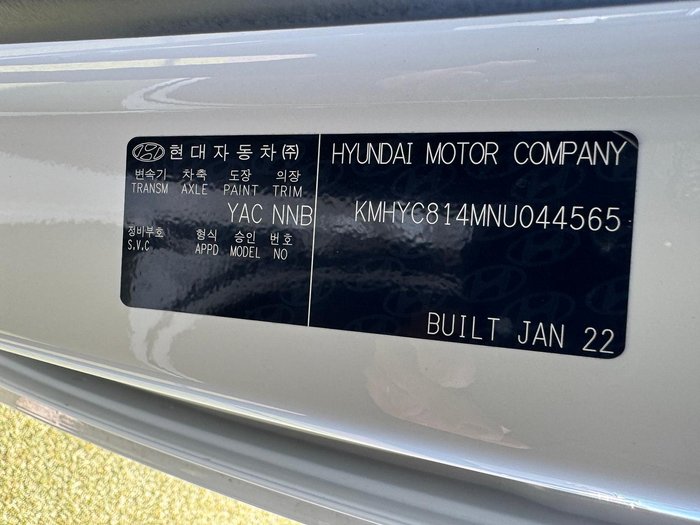 현대자동차㈜
변속기 차축 도장 의장
TRANSM AXLE PAINT TRIM
YAC NNB
정비부호 형식 승인 번호
S.V.C APPD MODEL NO
HYUNDAI MOTOR COMPANY
KMHYC814MNU044565
BUILT JAN 22